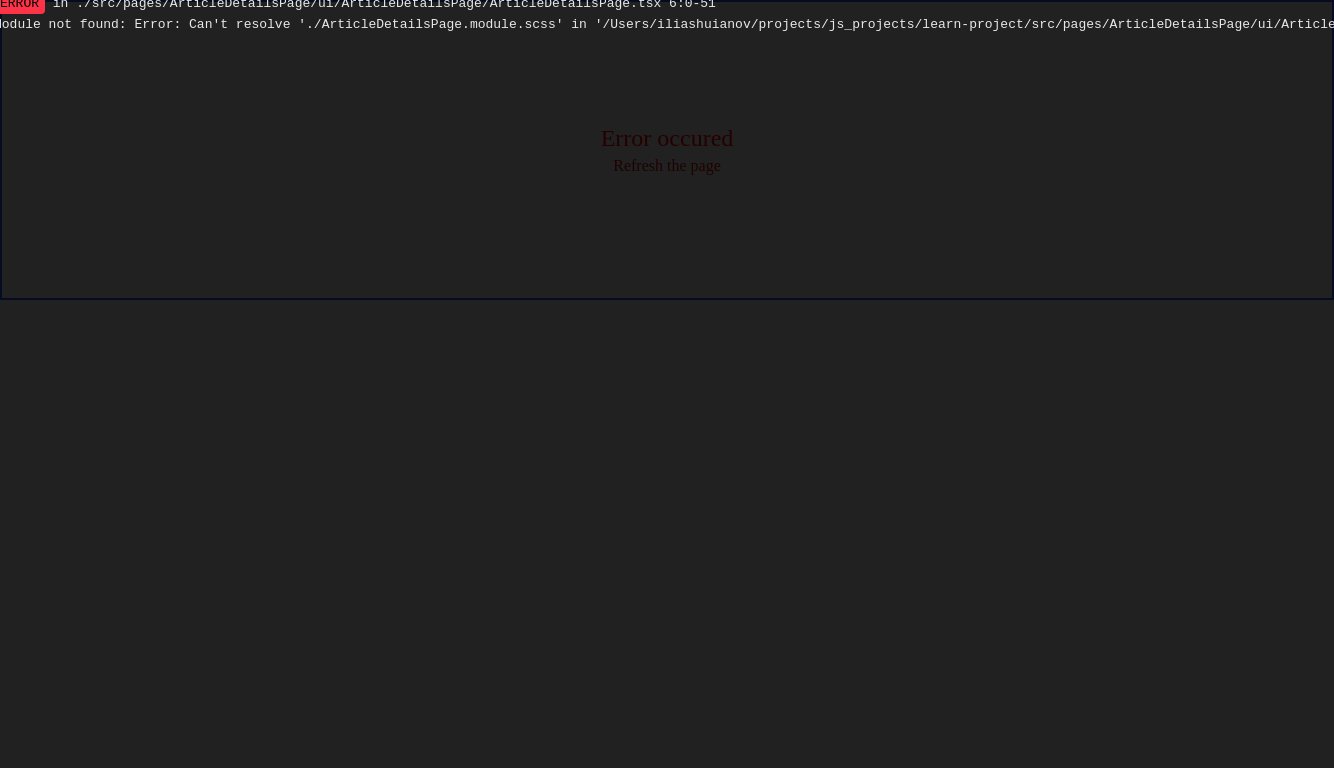 ERROR in ./src/pages/ArticleDetailsPage/ui/ArticleDetailsPage/ArticleDetailsPage.tsx 6:0-51
Module not found: Error: Can't resolve './ArticleDetailsPage.module.scss' in '/Users/iliashuianov/projects/js_projects/learn-project/src/pages/ArticleDetailsPage/ui/Article
Error occured
Refresh the page